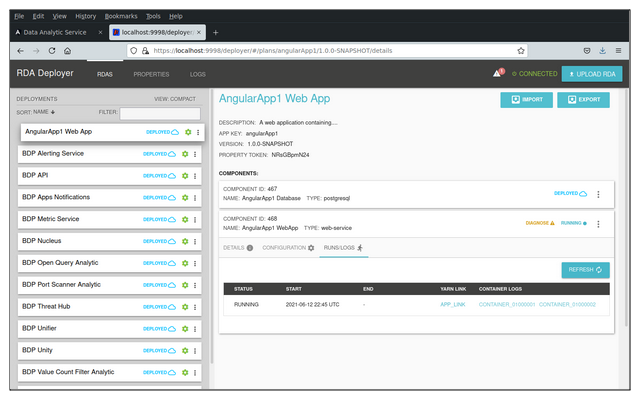 File Edit View History Bookmarks Tools Help
Data Analytic Service × localhost:9998/deployer/ × +
https://localhost:9998/deployer/#/plans/angularApp1/1.0.0-SNAPSHOT/details
RDA Deployer RDAS PROPERTIES LOGS CONNECTED UPLOAD RDA
DEPLOYMENTS VIEW: COMPACT
SORT: NAME FILTER:
AngularApp1 Web App DEPLOYED
BDP Alerting Service DEPLOYED
BDP API DEPLOYED
BDP Apps Notifications DEPLOYED
BDP Metric Service DEPLOYED
BDP Nucleus DEPLOYED
BDP Open Query Analytic DEPLOYED
BDP Port Scanner Analytic DEPLOYED
BDP Threat Hub DEPLOYED
BDP Unifier DEPLOYED
BDP Unity DEPLOYED
BDP Value Count Filter Analytic DEPLOYED
AngularApp1 Web App IMPORT EXPORT
DESCRIPTION: A web application containing...
APP KEY: angularApp1
VERSION: 1.0.0-SNAPSHOT
PROPERTY TOKEN: NRsGBpmN24
COMPONENTS:
COMPONENT ID: 467
NAME: AngularApp1 Database TYPE: postgresql
DEPLOYED
COMPONENT ID: 468
NAME: AngularApp1 WebApp TYPE: web-service
DIAGNOSE RUNNING
DETAILS CONFIGURATION RUNS/LOGS
REFRESH
STATUS START END YARN LINK CONTAINER LOGS
RUNNING 2021-06-12 22:45 UTC - APP_LINK CONTAINER_01000001 CONTAINER_01000002